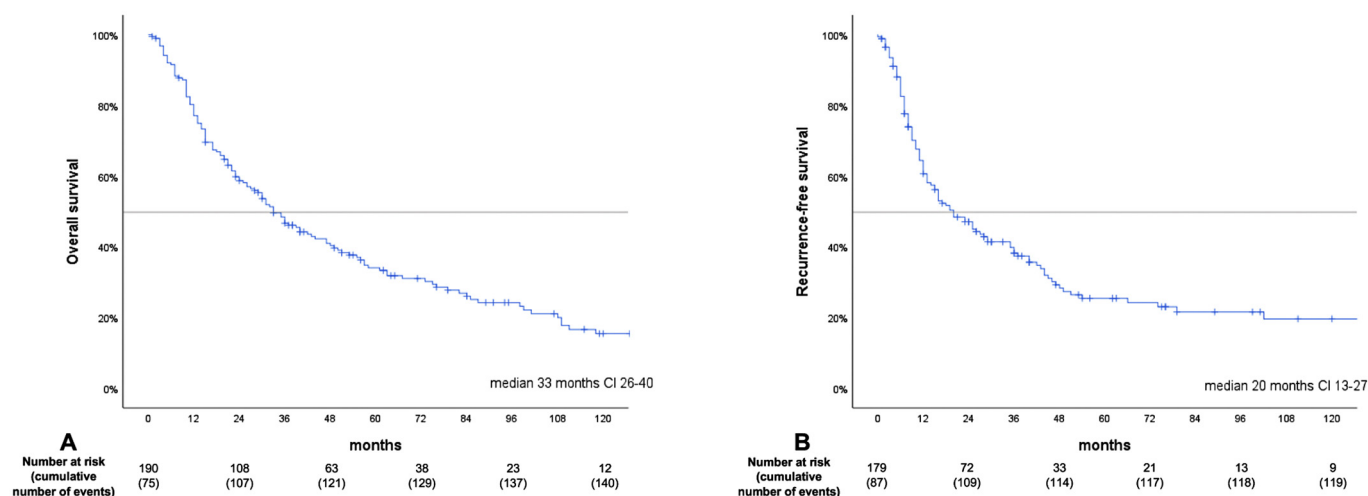 100%
80%
60%
40%
20%
0%
Overall survival
median 33 months CI 26-40
0 12 24 36 48 60 72 84 96 108 120
months
A
Number at risk
(cumulative
number of events)
190 108 63 38 23 12
(75) (107) (121) (129) (137) (140)
100%
80%
60%
40%
20%
0%
Recurrence-free survival
median 20 months CI 13-27
0 12 24 36 48 60 72 84 96 108 120
months
B
Number at risk
(cumulative
number of events)
179 72 33 21 13 9
(87) (109) (114) (117) (118) (119)